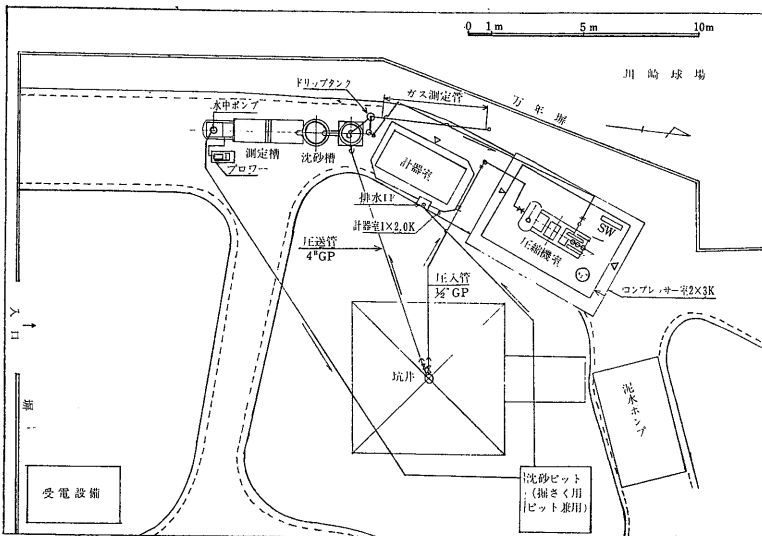 0 1m 5m 10m
川崎球場
万年塀
ガス測定管
ドリップタンク
水中ポンプ
測定槽
沈砂槽
ブロワー
計器室
排水口
計器室1×2.0K
SW
圧縮機室
コンプレッサー室2×3K
圧送管
4"GP
圧入管
½"GP
入口
坑井
泥水ポンプ
受電設備
沈砂ピット
(掘さく用
ピット兼用)